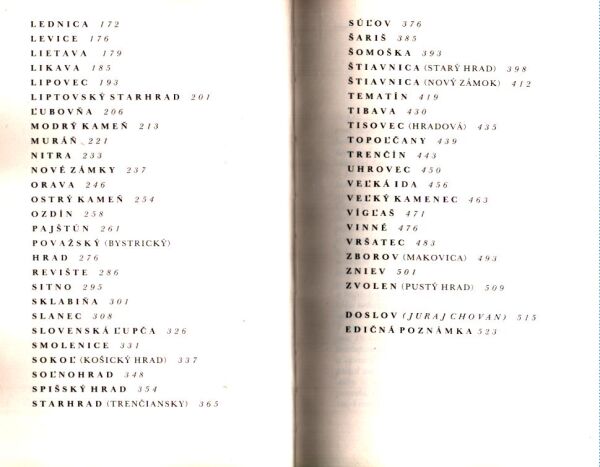 LEDNICA 172
LEVICE 176
LIETAVA 179
LIKAVA 185
LIPOVEC 193
LIPTOVSKÝ STARHRAD 201
ĽUBOVŇA 206
MODRÝ KAMEŇ 213
MURÁŇ 221
NITRA 233
NOVÉ ZÁMKY 237
ORAVA 246
OSTRÝ KAMEŇ 254
OZDÍN 258
PAJŠTÚN 261
POVAŽSKÝ (BYSTRICKÝ)
HRAD 276
REVIŠTE 286
SITNO 295
SKLABIŇA 301
SLANEC 308
SLOVENSKÁ ĽUPČA 326
SMOLENICE 331
SOKOĽ (KOŠICKÝ HRAD) 337
SOĽNOHRAD 348
SPIŠSKÝ HRAD 354
STARHRAD (TRENČIANSKY) 365
SÚĽOV 376
ŠARIŠ 385
ŠOMOŠKA 393
ŠTIAVNICA (STARÝ HRAD) 398
ŠTIAVNICA (NOVÝ ZÁMOK) 412
TEMATÍN 419
TIBAVA 430
TISOVEC (HRADOVÁ) 435
TOPOĽČANY 439
TRENČÍN 443
UHROVEC 450
VEĽKÁ IDA 456
VEĽKÝ KAMENEC 463
VÍGĽAŠ 471
VINNÉ 476
VRŠATEC 483
ZBOROV (MAKOVICA) 493
ZNIEV 501
ZVOLEN (PUSTÝ HRAD) 509
DOSLOV (JURAJ CHOVAN) 515
EDIČNÁ POZNÁMKA 523